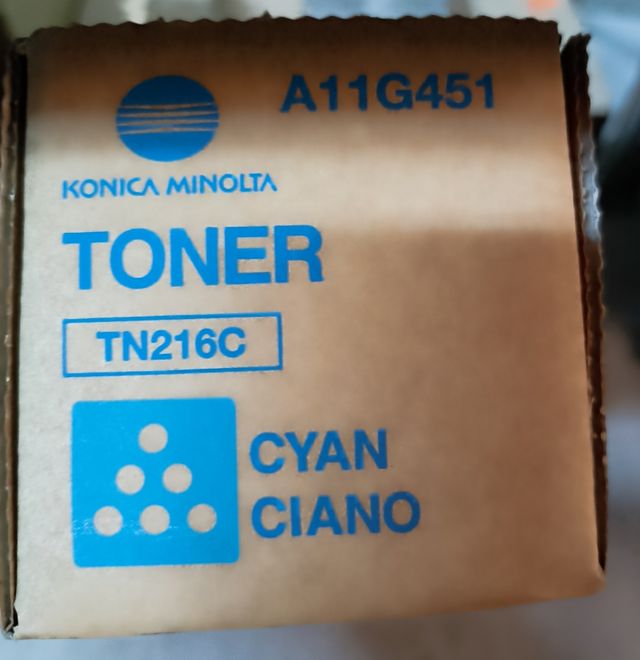 A11G451
KONICA MINOLTA
TONER
TN216C
CYAN
CIANO